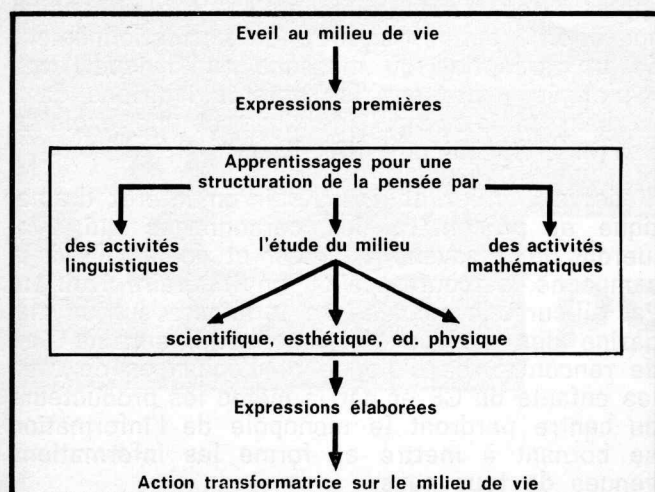 Eveil au milieu de vie
Expressions premières
Apprentissages pour une
structuration de la pensée par
des activités
linguistiques
l'étude du milieu
des activités
mathématiques
scientifique, esthétique, ed. physique
Expressions élaborées
Action transformatrice sur le milieu de vie